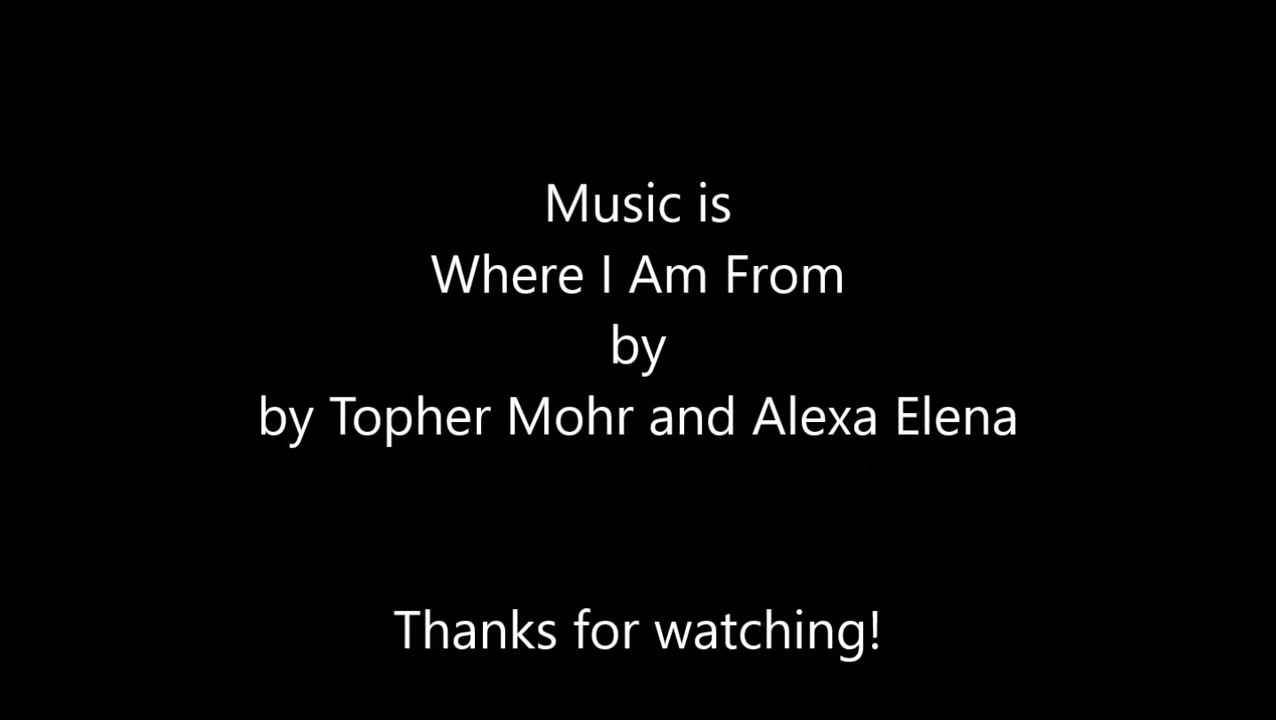 Music is
Where I Am From
by
by Topher Mohr and Alexa Elena
Thanks for watching!